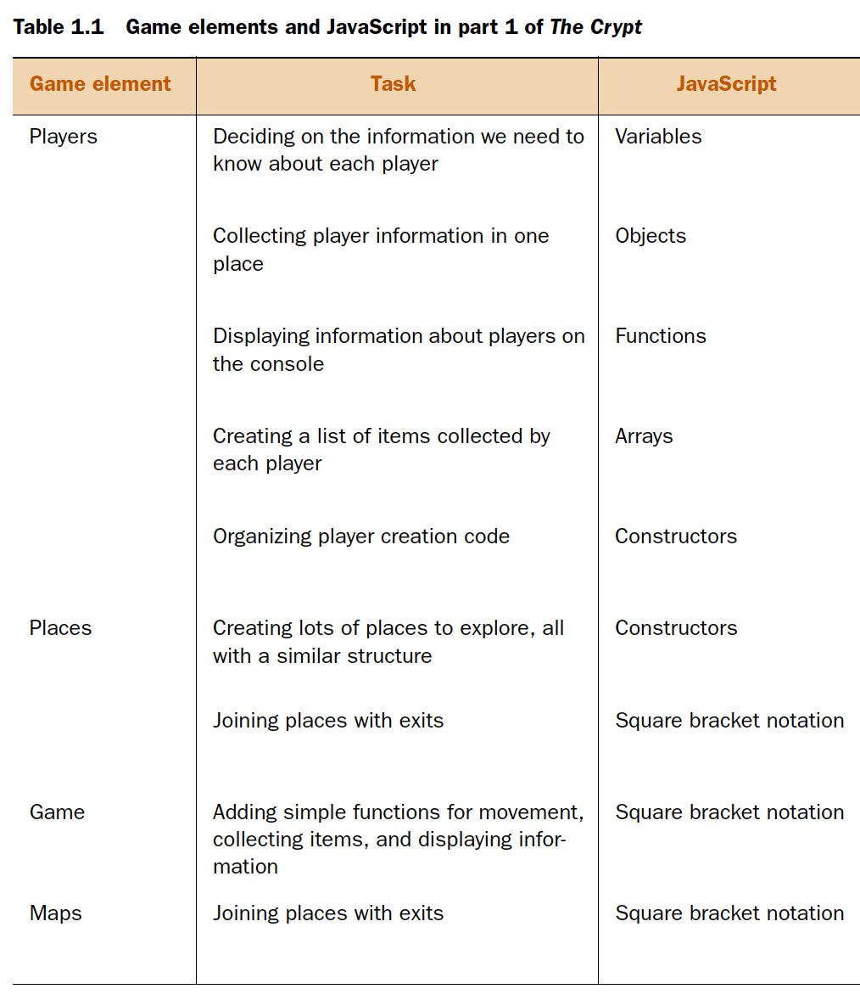 Table 1.1 Game elements and JavaScript in part 1 of The Crypt
Game element Task JavaScript
Players Deciding on the information we need to Variables
know about each player
Collecting player information in one Objects
place
Displaying information about players on Functions
the console
Creating a list of items collected by Arrays
each player
Organizing player creation code Constructors
Places Creating lots of places to explore, all Constructors
with a similar structure
Joining places with exits Square bracket notation
Game Adding simple functions for movement, Square bracket notation
collecting items, and displaying infor-
mation
Maps Joining places with exits Square bracket notation